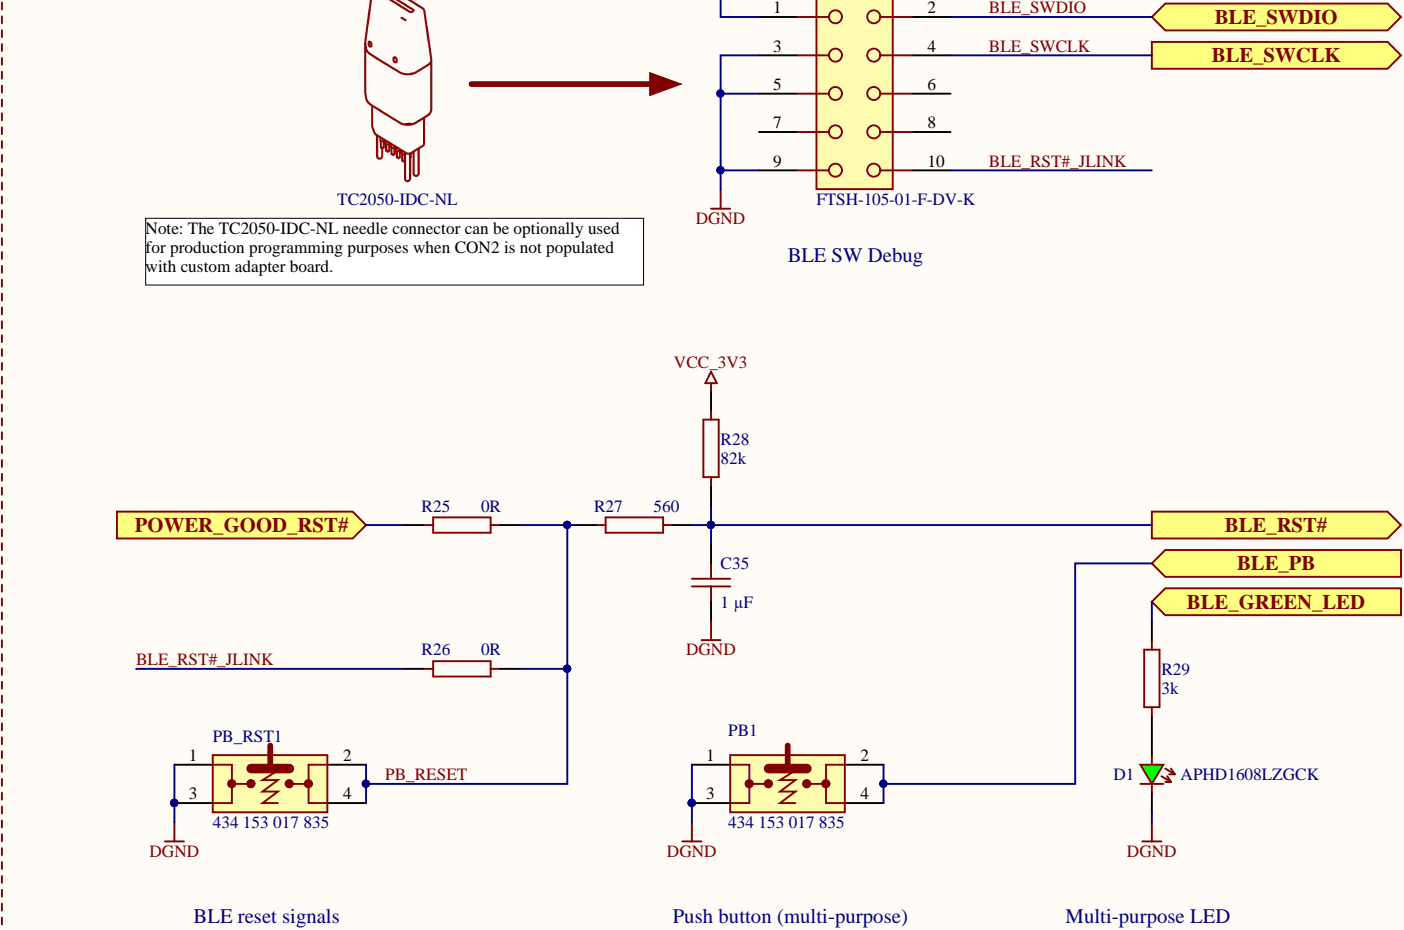 1
2
BLE_SWDIO
BLE_SWDIO
3
4
BLE_SWCLK
BLE_SWCLK
5
6
7
8
9
10
BLE_RST#_JLINK
TC2050-IDC-NL
FTSH-105-01-F-DV-K
DGND
Note: The TC2050-IDC-NL needle connector can be optionally used
for production programming purposes when CON2 is not populated
with custom adapter board.
BLE SW Debug
VCC_3V3
R28
82k
R25 0R
R27 560
POWER_GOOD_RST#
BLE_RST#
C35
1 µF
BLE_PB
BLE_GREEN_LED
DGND
BLE_RST#_JLINK
R26 0R
R29
3k
PB_RST1
1
2
3
4
PB_RESET
434 153 017 835
DGND
PB1
1
2
3
4
434 153 017 835
DGND
D1
APHD1608LZGCK
DGND
BLE reset signals
Push button (multi-purpose)
Multi-purpose LED